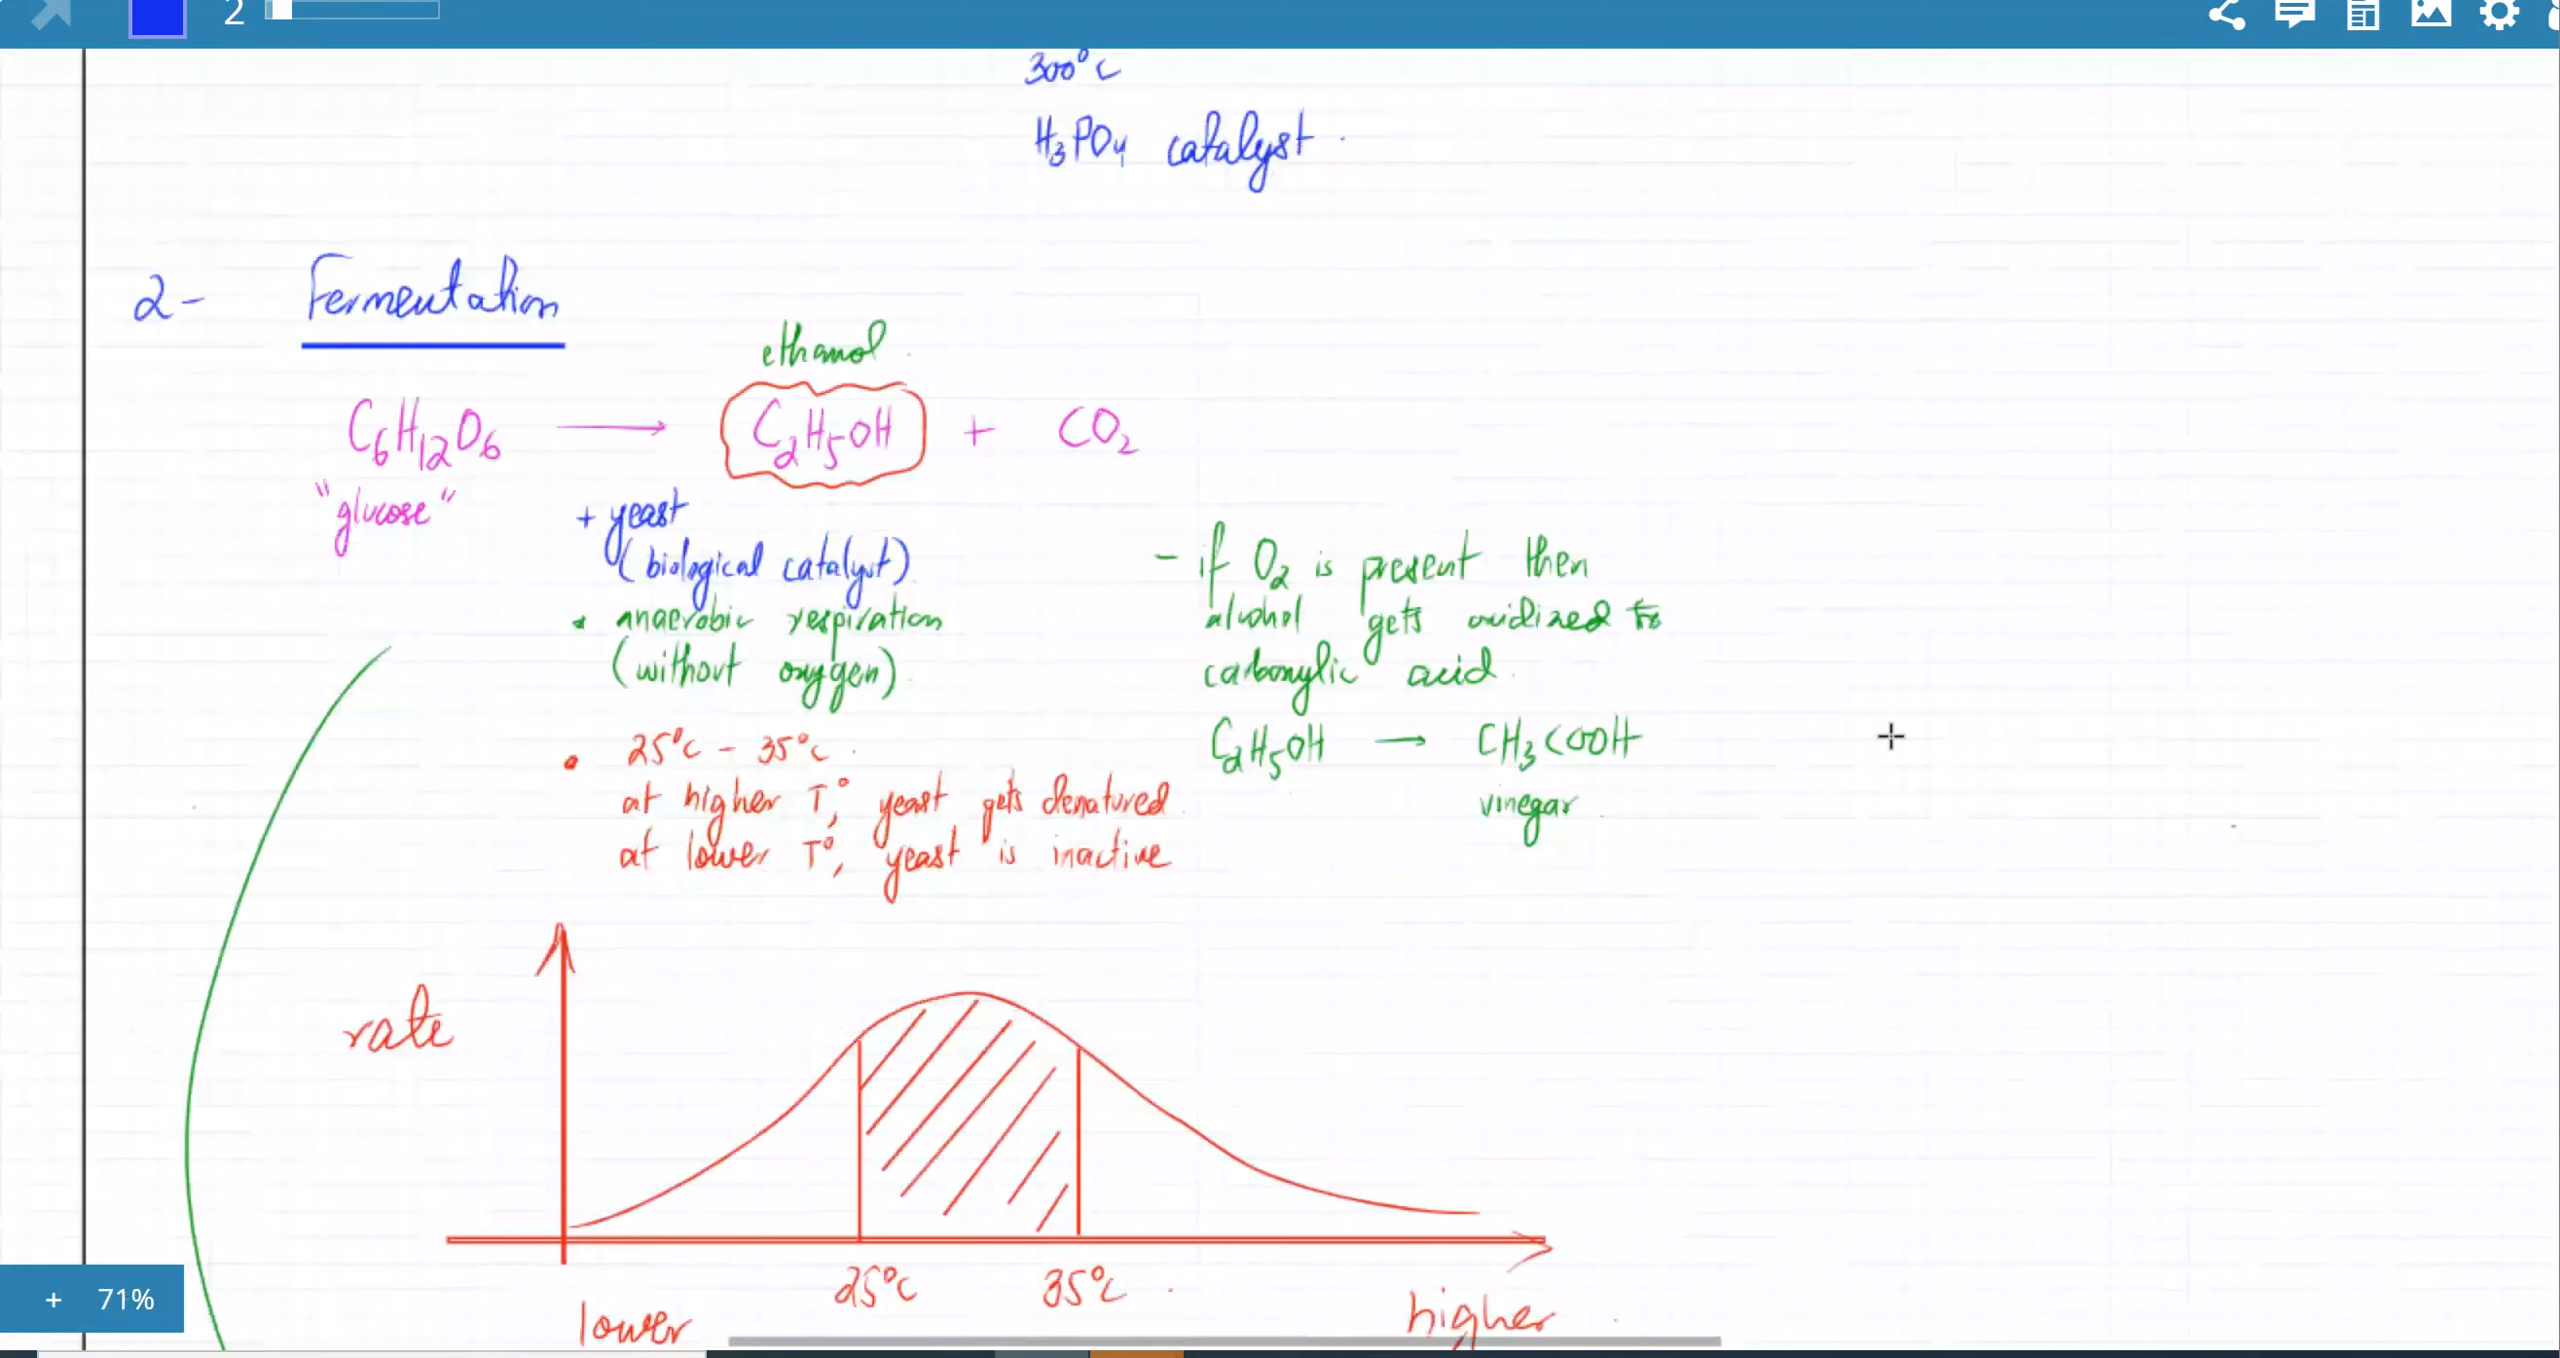 2
300°C
H₃PO₄ catalyst.
2- Fermentation
ethanol
C₆H₁₂O₆ → C₂H₅OH + CO₂
"glucose"
+ yeast
(biological catalyst)
• anaerobic respiration
(without oxygen)
- if O₂ is present then
alcohol gets oxidized to
carboxylic acid
C₂H₅OH → CH₃COOH
vinegar
• 25°C - 35°C.
at higher T°, yeast gets denatured
at lower T°, yeast is inactive
rate
25°C 35°C
lower higher
+ 71%